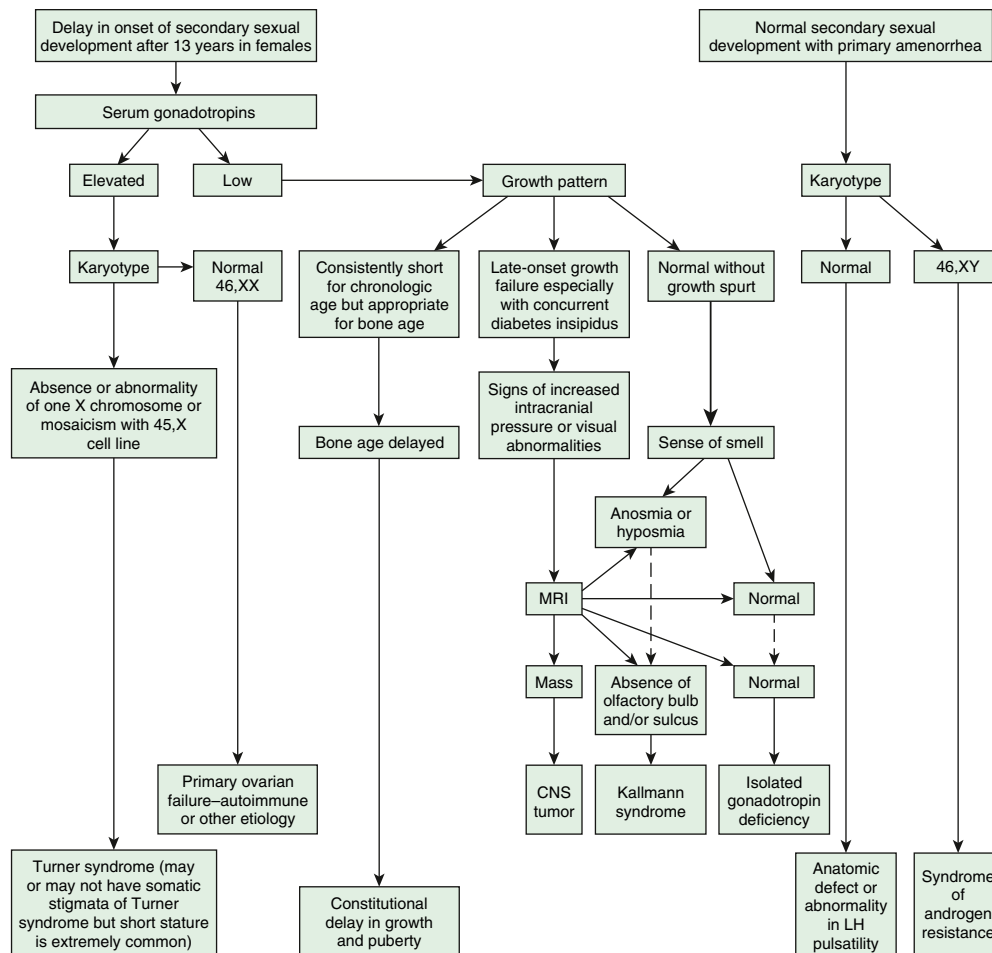 Delay in onset of secondary sexual
development after 13 years in females
Normal secondary sexual
development with primary amenorrhea
Serum gonadotropins
Elevated
Low
Growth pattern
Karyotype
Karyotype
Normal
46,XX
Consistently short
for chronologic
age but appropriate
for bone age
Late-onset growth
failure especially
with concurrent
diabetes insipidus
Normal without
growth spurt
Normal
46,XY
Absence or abnormality
of one X chromosome or
mosaicism with 45,X
cell line
Bone age delayed
Signs of increased
intracranial
pressure or visual
abnormalities
Sense of smell
Anosmia or
hyposmia
MRI
Normal
Mass
Absence of
olfactory bulb
and/or sulcus
Normal
Primary ovarian
failure–autoimmune
or other etiology
CNS
tumor
Kallmann
syndrome
Isolated
gonadotropin
deficiency
Turner syndrome (may
or may not have somatic
stigmata of Turner
syndrome but short stature
is extremely common)
Constitutional
delay in growth
and puberty
Anatomic
defect or
abnormality
in LH
pulsatility
Syndrome
of
androgen
resistance